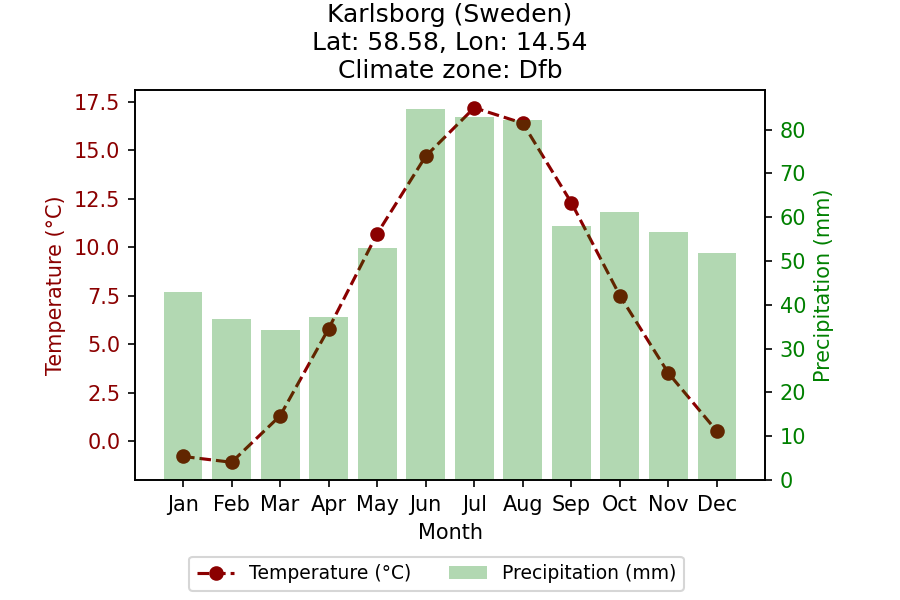 Karlsborg (Sweden)
Lat: 58.58, Lon: 14.54
Climate zone: Dfb
17.5
15.0
12.5
10.0
7.5
5.0
2.5
0.0
Temperature (°C)
80
70
60
50
40
30
20
10
0
Precipitation (mm)
Jan Feb Mar Apr May Jun Jul Aug Sep Oct Nov Dec
Month
Temperature (°C) Precipitation (mm)